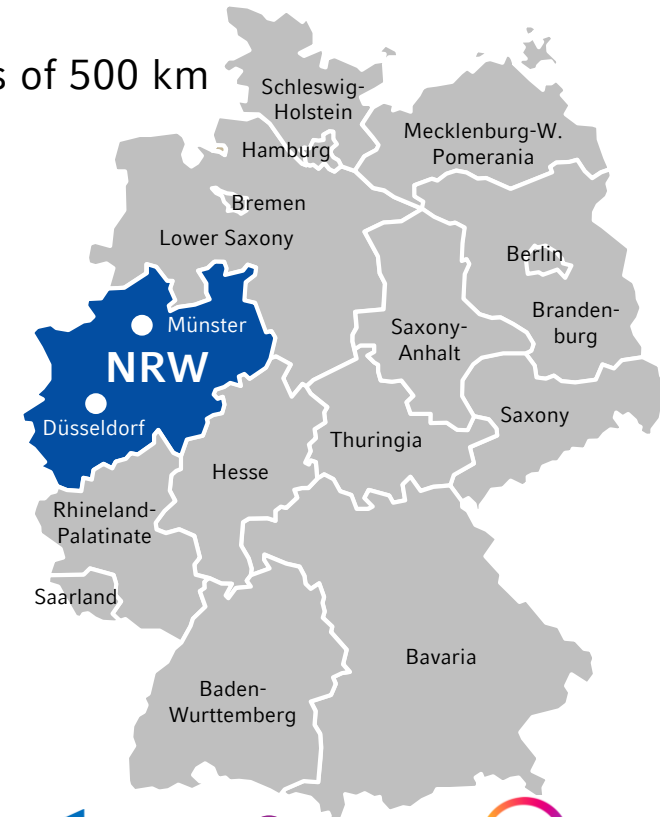 s of 500 km
Schleswig-
Holstein
Mecklenburg-W.
Pomerania
Hamburg
Bremen
Lower Saxony
Berlin
Branden-
burg
Münster
Saxony-
Anhalt
NRW
Düsseldorf
Saxony
Thuringia
Hesse
Rhineland-
Palatinate
Saarland
Bavaria
Baden-
Wurttemberg